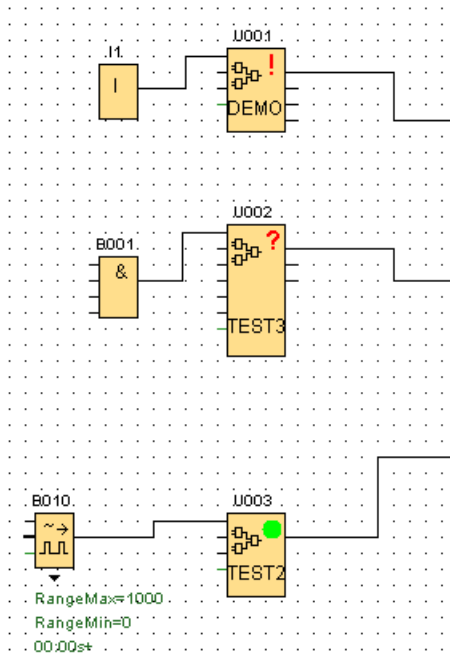 I1
I
U001
!
DEMO
B001
&
U002
?
TEST3
B010
~→
U003
TEST2
RangeMax=1000
RangeMin=0
00:00s+